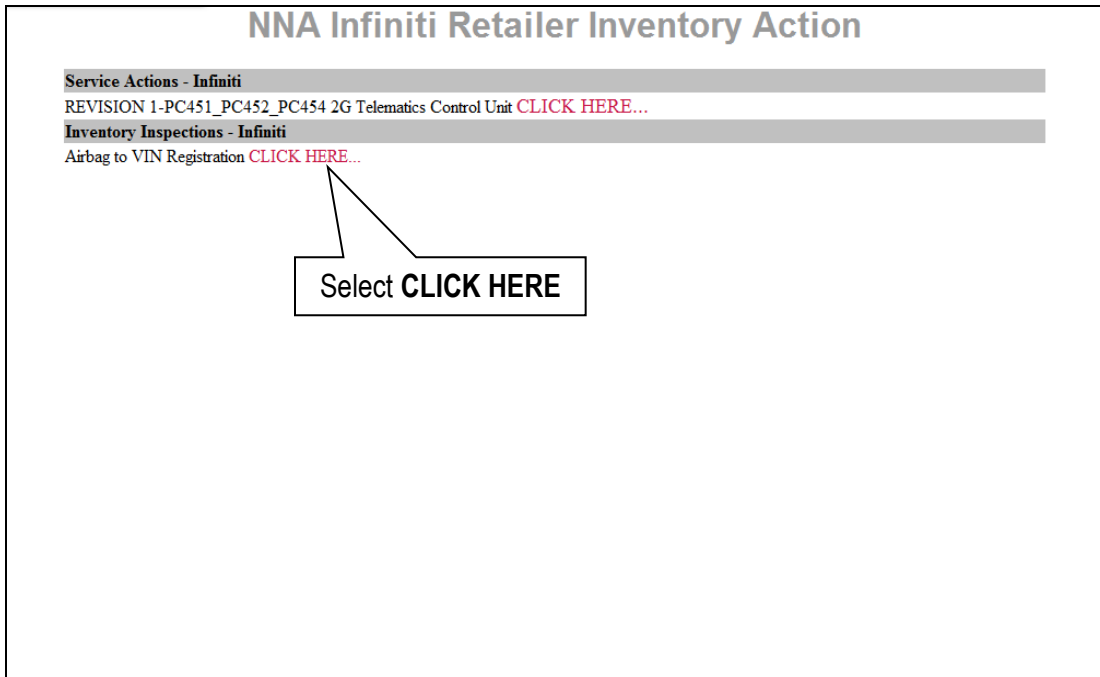 NNA Infiniti Retailer Inventory Action
Service Actions - Infiniti
REVISION 1-PC451_PC452_PC454 2G Telematics Control Unit CLICK HERE...
Inventory Inspections - Infiniti
Airbag to VIN Registration CLICK HERE...
Select CLICK HERE